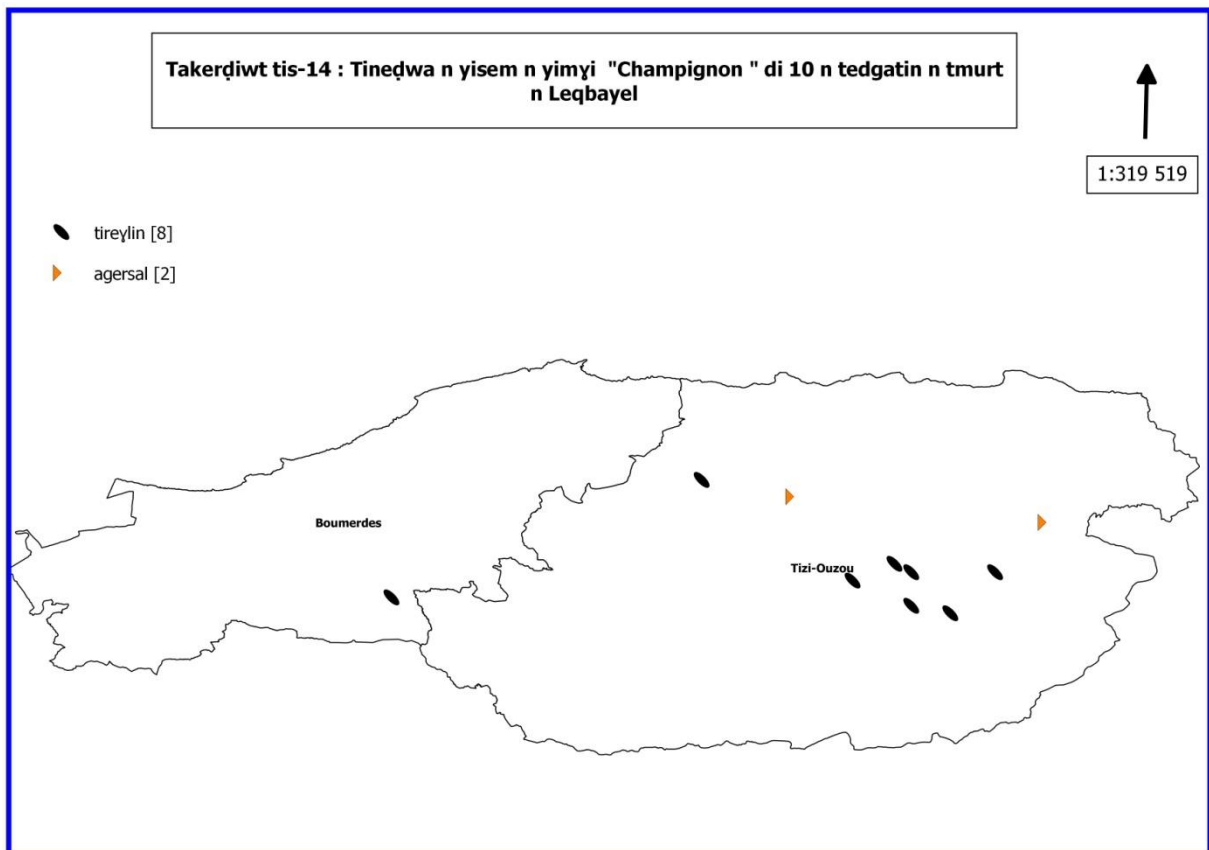 Takerḍiwt tis-14 : Tineḍwa n yisem n yimɣi "Champignon " di 10 n tedgatin n tmurt
n Leqbayel
1:319 519
tireɣlin [8]
agersal [2]
Boumerdes
Tizi-Ouzou